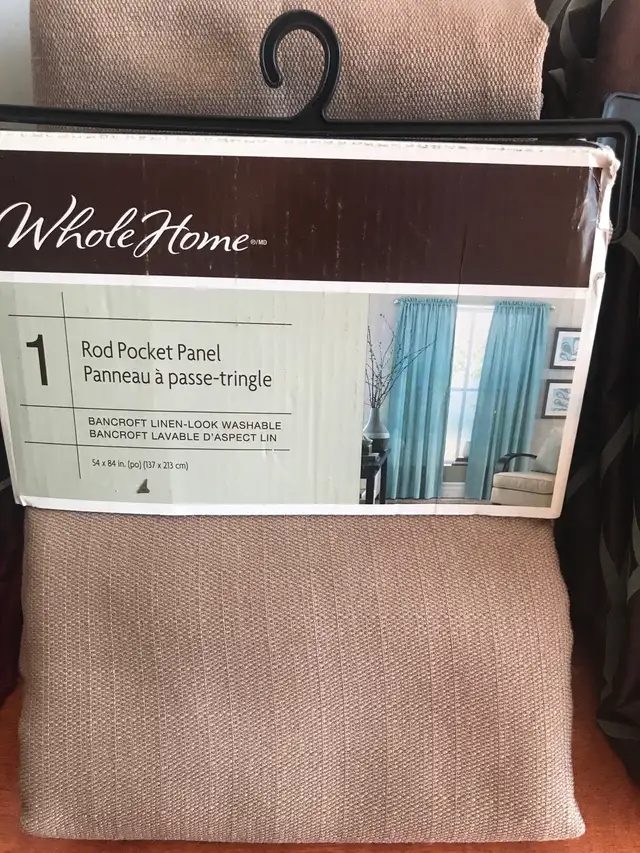 Whole Home ®/MD
1
Rod Pocket Panel
Panneau à passe-tringle
BANCROFT LINEN-LOOK WASHABLE
BANCROFT LAVABLE D'ASPECT LIN
54 x 84 in. (po) (137 x 213 cm)